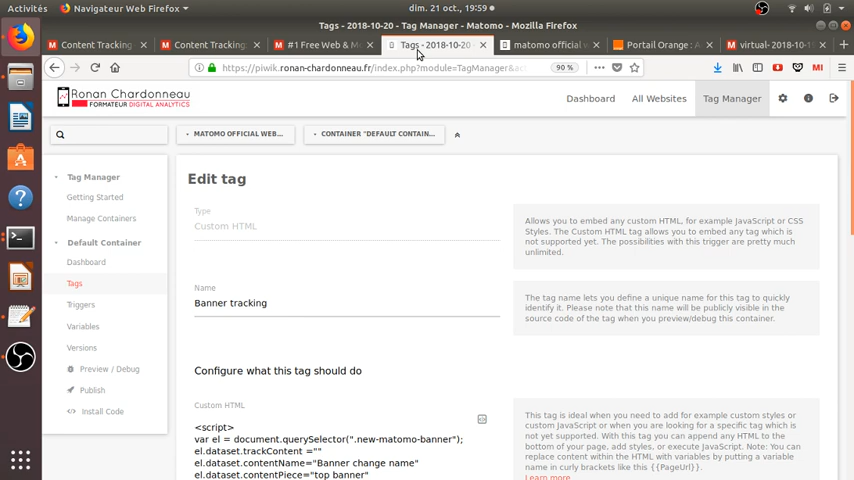 Activités
Navigateur Web Firefox
dim. 21 oct., 19:59
Tags - 2018-10-20 - Tag Manager - Matomo - Mozilla Firefox
Content Tracking
Content Tracking:
#1 Free Web & Mo
Tags - 2018-10-20
matomo official w
Portail Orange : A
virtual-2018-10-1
https://piwik.ronan-chardonneau.fr/index.php?module=TagManager&ac
90 %
Ronan Chardonneau
FORMATEUR DIGITAL ANALYTICS
Dashboard
All Websites
Tag Manager
MATOMO OFFICIAL WEB...
CONTAINER "DEFAULT CONTAIN...
Tag Manager
Getting Started
Manage Containers
Default Container
Dashboard
Tags
Triggers
Variables
Versions
Preview / Debug
Publish
Install Code
Edit tag
Type
Custom HTML
Allows you to embed any custom HTML, for example JavaScript or CSS
Styles. The Custom HTML tag allows you to embed any tag which is
not supported yet. The possibilities with this trigger are pretty much
unlimited.
Name
Banner tracking
The tag name lets you define a unique name for this tag to quickly
identify it. Please note that this name will be publicly visible in the
source code of the tag when you preview/debug this container.
Configure what this tag should do
Custom HTML
<script>
var el = document.querySelector(".new-matomo-banner");
el.dataset.trackContent =""
el.dataset.contentName="Banner change name"
el.dataset.contentPiece="top banner"
This tag is ideal when you need to add for example custom styles or
custom JavaScript or when you are looking for a specific tag which is
not yet supported. With this tag you can append any HTML to the
bottom of your page, add styles, or execute JavaScript. Note: You can
replace content within the HTML with variables by putting a variable
name in curly brackets like this {{PageUrl}}.
Learn more